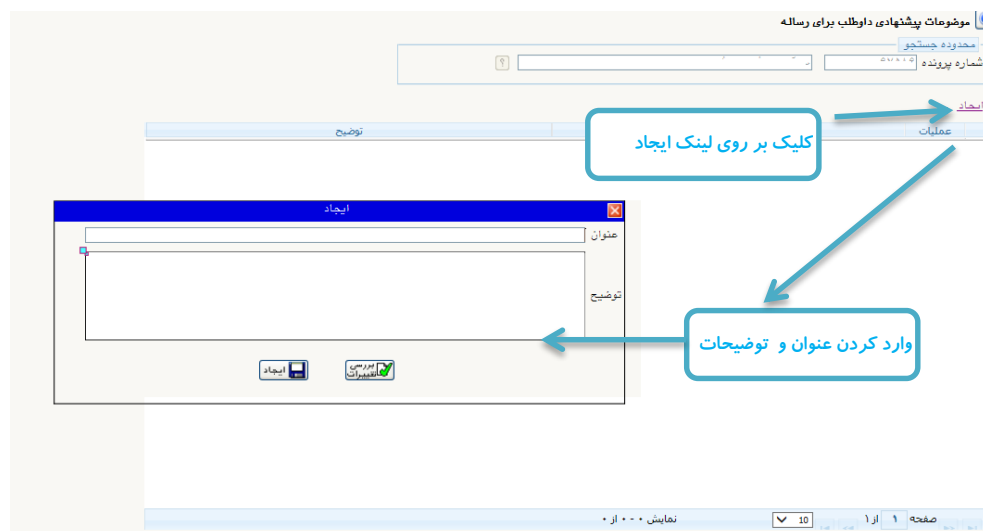 موضوعات پیشنهادی داوطلب برای رساله
محدوده جستجو
شماره پرونده
?
ایجاد
عملیات
توضیح
کلیک بر روی لینک ایجاد
ایجاد
عنوان
توضیح
وارد کردن عنوان و توضیحات
بررسی تغییرات
ایجاد
صفحه ۱ از ۱
10
نمایش ۰ - ۰ از ۰